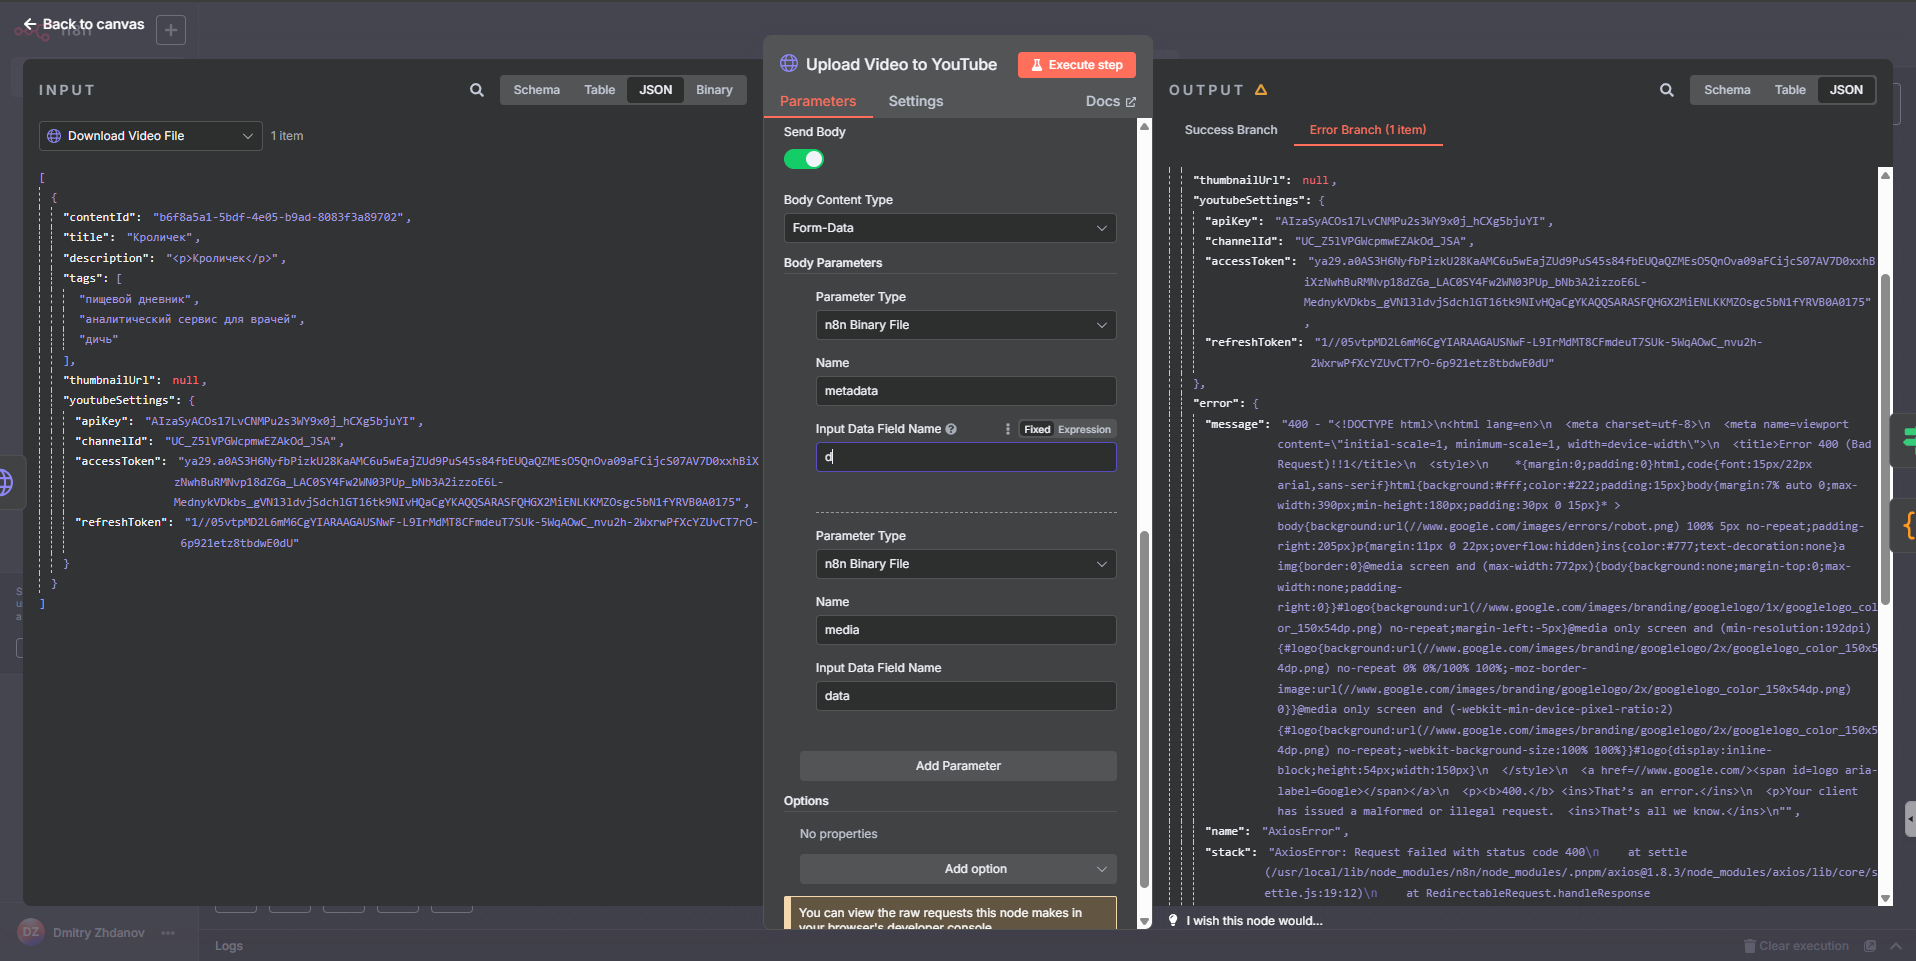 Back to canvas
n8n
INPUT
Schema
Table
JSON
Binary
Download Video File
1 item
[
{
"contentId": "b6f8a5a1-5bdf-4e05-b9ad-8083f3a89702",
"title": "Кроличек",
"description": "<p>Кроличек</p>",
"tags": [
"пищевой дневник",
"аналитический сервис для врачей",
"дичь"
],
"thumbnailUrl": null,
"youtubeSettings": {
"apiKey": "AIzaSyACOs17LvCNMPu2s3WY9x0j_hCXg5bjuYI",
"channelId": "UC_Z5lVPGWcpmwEZAkOd_JSA",
"accessToken": "ya29.a0AS3H6NyfbPizkU28KaAMC6u5wEajZUd9PuS45s84fbEUQaQZMEsO5QnOva09aFCijcS07AV7D0xxhBiX
zNwhBuRMNvp18dZGa_LAC0SY4Fw2WN03PUp_bNb3A2izzoE6L-
MednykVDkbs_gVN13ldvjSdchlGT16tk9NIvHQaCgYKAQQSARASFQHGX2MiENLKKMZOsgc5bN1fYRVB0A0175",
"refreshToken": "1//05vtpMD2L6mM6CgYIARAAGAUSNwF-L9IrMdMT8CFmdeuT7SUk-5WqAOwC_nvu2h-2WxrwPfXcYZUvCT7rO-
6p921etz8tbdwE0dU"
}
}
]
Upload Video to YouTube
Execute step
Parameters
Settings
Docs
Send Body
Body Content Type
Form-Data
Body Parameters
Parameter Type
n8n Binary File
Name
metadata
Input Data Field Name
Fixed
Expression
d
Parameter Type
n8n Binary File
Name
media
Input Data Field Name
data
Add Parameter
Options
No properties
Add option
You can view the raw requests this node makes in
your browser's developer console
OUTPUT
Schema
Table
JSON
Success Branch
Error Branch (1 item)
"thumbnailUrl": null,
"youtubeSettings": {
"apiKey": "AIzaSyACOs17LvCNMPu2s3WY9x0j_hCXg5bjuYI",
"channelId": "UC_Z5lVPGWcpmwEZAkOd_JSA",
"accessToken": "ya29.a0AS3H6NyfbPizkU28KaAMC6u5wEajZUd9PuS45s84fbEUQaQZMEsO5QnOva09aFCijcS07AV7D0xxhB
iXzNwhBuRMNvp18dZGa_LAC0SY4Fw2WN03PUp_bNb3A2izzoE6L-
MednykVDkbs_gVN13ldvjSdchlGT16tk9NIvHQaCgYKAQQSARASFQHGX2MiENLKKMZOsgc5bN1fYRVB0A0175"
,
"refreshToken": "1//05vtpMD2L6mM6CgYIARAAGAUSNwF-L9IrMdMT8CFmdeuT7SUk-5WqAOwC_nvu2h-
2WxrwPfXcYZUvCT7rO-6p921etz8tbdwE0dU"
},
"error": {
"message": "400 - "<!DOCTYPE html>\n<html lang=en>\n  <meta charset=utf-8>\n  <meta name=viewport
content=\"initial-scale=1, minimum-scale=1, width=device-width\">\n  <title>Error 400 (Bad
Request)!!1</title>\n  <style>\n    *{margin:0;padding:0}html,code{font:15px/22px
arial,sans-serif}html{background:#fff;color:#222;padding:15px}body{margin:7% auto 0;max-
width:390px;min-height:180px;padding:30px 0 15px}* >
body{background:url(//www.google.com/images/errors/robot.png) 100% 5px no-repeat;padding-
right:205px}p{margin:11px 0 22px;overflow:hidden}ins{color:#777;text-decoration:none}a
img{border:0}@media screen and (max-width:772px){body{background:none;margin-top:0;max-
width:none;padding-
right:0}}#logo{background:url(//www.google.com/images/branding/googlelogo/1x/googlelogo_col
or_150x54dp.png) no-repeat;margin-left:-5px}@media only screen and (min-resolution:192dpi)
{#logo{background:url(//www.google.com/images/branding/googlelogo/2x/googlelogo_color_150x5
4dp.png) no-repeat 0% 0%/100% 100%;-moz-border-
image:url(//www.google.com/images/branding/googlelogo/2x/googlelogo_color_150x54dp.png)
0}}@media only screen and (-webkit-min-device-pixel-ratio:2)
{#logo{background:url(//www.google.com/images/branding/googlelogo/2x/googlelogo_color_150x5
4dp.png) no-repeat;-webkit-background-size:100% 100%}}#logo{display:inline-
block;height:54px;width:150px}\n  </style>\n  <a href=//www.google.com/><span id=logo aria-
label=Google></span></a>\n  <p><b>400.</b> <ins>That’s an error.</ins>\n  <p>Your client
has issued a malformed or illegal request.  <ins>That’s all we know.</ins>\n"",
"name": "AxiosError",
"stack": "AxiosError: Request failed with status code 400\n    at settle
(/usr/local/lib/node_modules/n8n/node_modules/.pnpm/axios@1.8.3/node_modules/axios/lib/core/s
ettle.js:19:12)\n    at RedirectableRequest.handleResponse
I wish this node would...
DZ
Dmitry Zhdanov
Logs
Clear execution